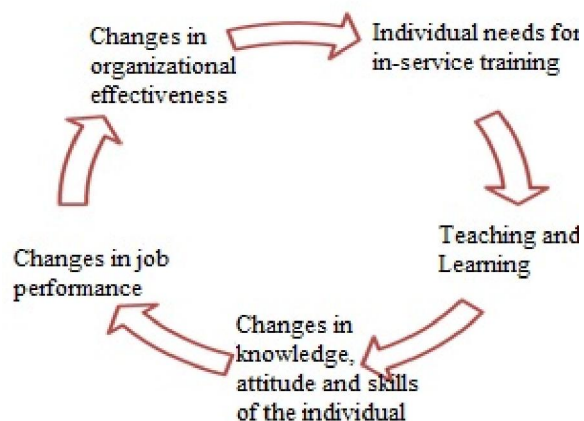 Changes in
organizational
effectiveness
Individual needs for
in-service training
Teaching and
Learning
Changes in
knowledge,
attitude and skills
of the individual
Changes in job
performance